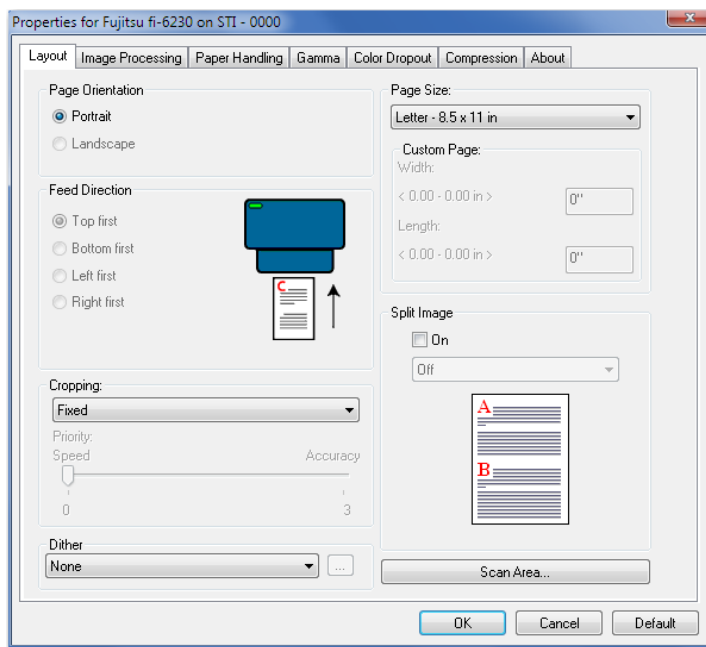 Properties for Fujitsu fi-6230 on STI - 0000
Layout Image Processing Paper Handling Gamma Color Dropout Compression About
Page Orientation
Portrait
Landscape
Feed Direction
Top first
Bottom first
Left first
Right first
C
Cropping:
Fixed
Priority:
Speed Accuracy
0 3
Dither
None ...
Page Size:
Letter - 8.5 x 11 in
Custom Page:
Width:
< 0.00 - 0.00 in > 0"
Length:
< 0.00 - 0.00 in > 0"
Split Image
On
Off
A
B
Scan Area...
OK Cancel Default